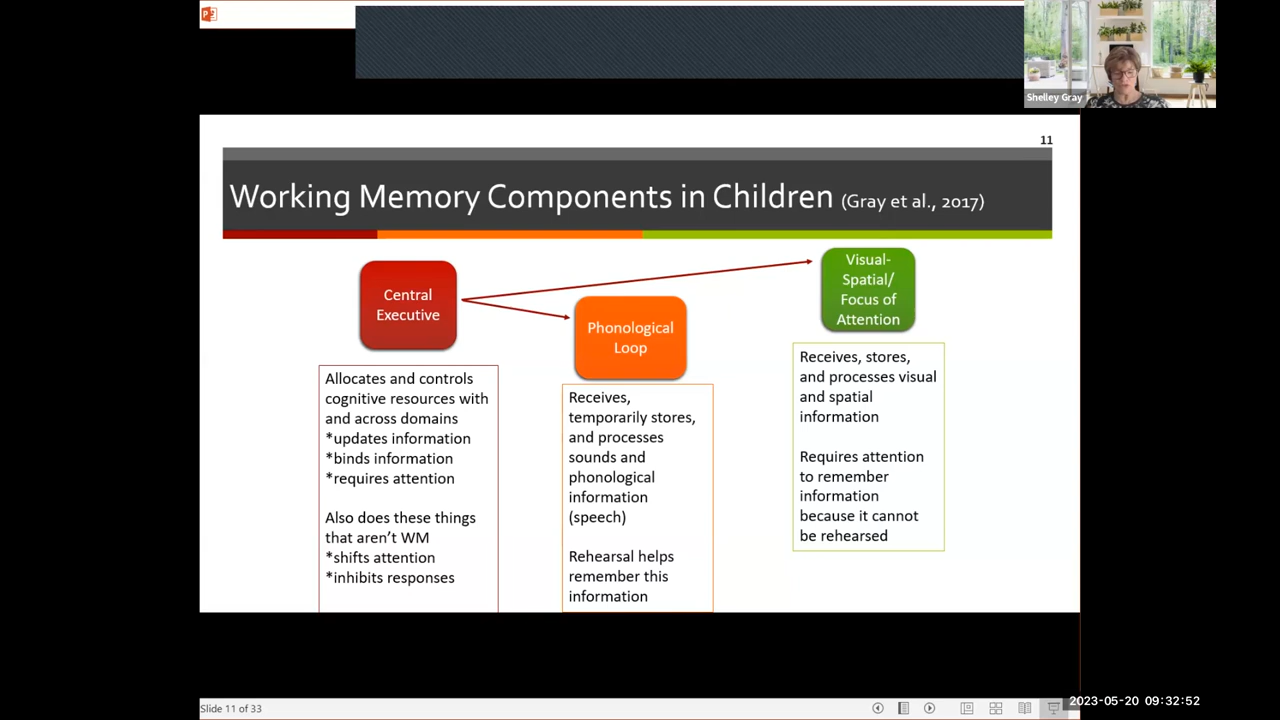 Shelley Gray
11
Working Memory Components in Children (Gray et al., 2017)
Central
Executive
Allocates and controls
cognitive resources with
and across domains
*updates information
*binds information
*requires attention
Also does these things
that aren't WM
*shifts attention
*inhibits responses
Phonological
Loop
Receives,
temporarily stores,
and processes
sounds and
phonological
information
(speech)
Rehearsal helps
remember this
information
Visual-
Spatial/
Focus of
Attention
Receives, stores,
and processes visual
and spatial
information
Requires attention
to remember
information
because it cannot
be rehearsed
Slide 11 of 33
2023-05-20 09:32:52